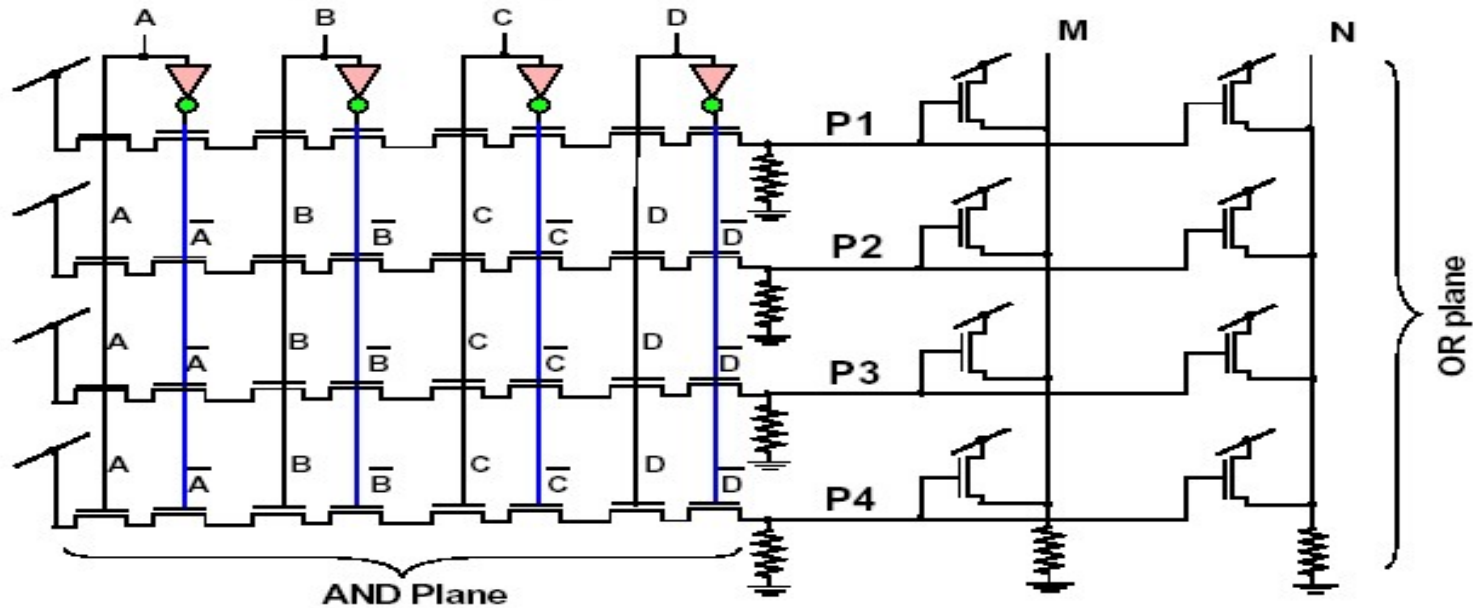 A B C D M N
P1
A A̅ B B̅ C C̅ D D̅ P2
A A̅ B B̅ C C̅ D D̅ P3
A A̅ B B̅ C C̅ D D̅ P4
AND Plane
OR plane